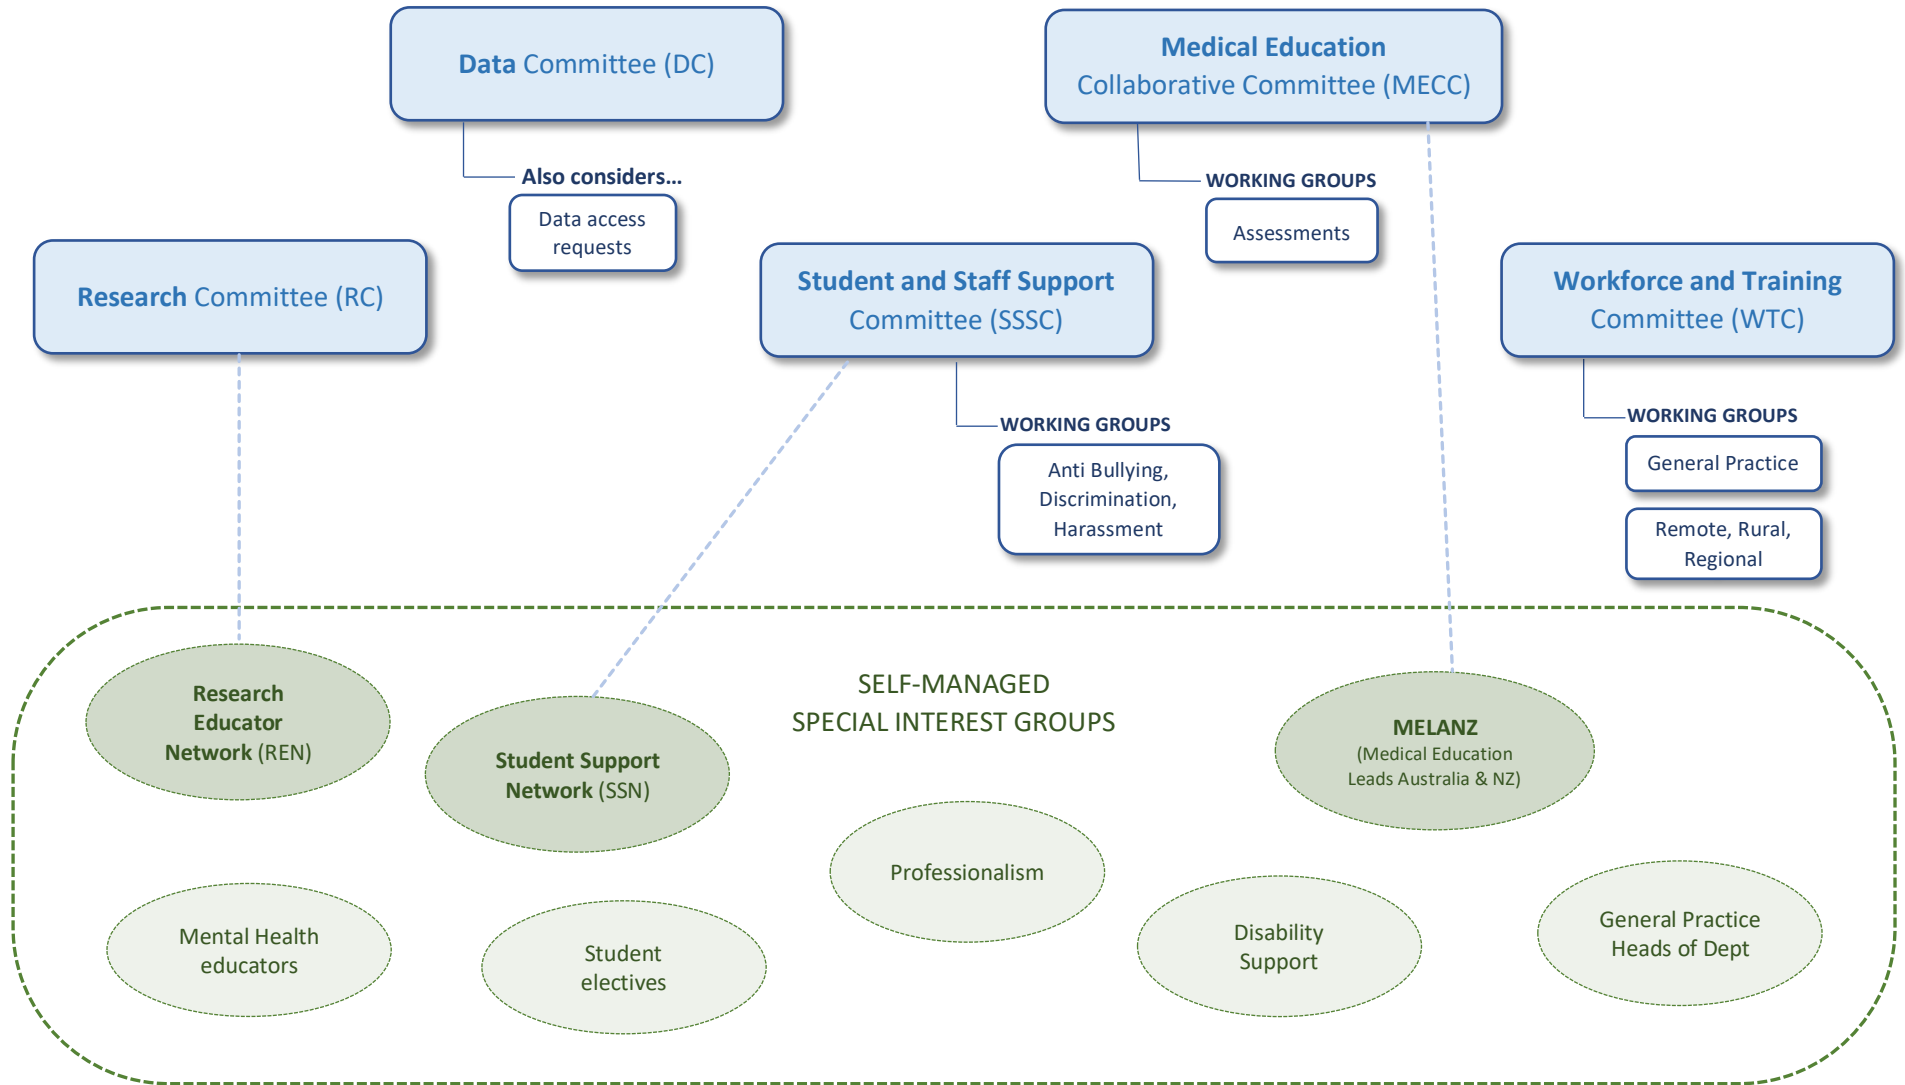 Data Committee (DC)
Medical Education
Collaborative Committee (MECC)
Also considers...
Data access
requests
WORKING GROUPS
Assessments
Research Committee (RC)
Student and Staff Support
Committee (SSSC)
Workforce and Training
Committee (WTC)
WORKING GROUPS
Anti Bullying,
Discrimination,
Harassment
WORKING GROUPS
General Practice
Remote, Rural,
Regional
SELF-MANAGED
SPECIAL INTEREST GROUPS
Research
Educator
Network (REN)
Student Support
Network (SSN)
MELANZ
(Medical Education
Leads Australia & NZ)
Professionalism
Mental Health
educators
Student
electives
Disability
Support
General Practice
Heads of Dept